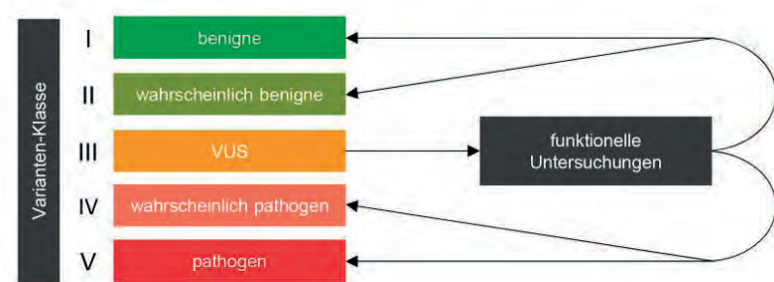 Varianten-Klasse
I
benigne
II
wahrscheinlich benigne
III
VUS
funktionelle
Untersuchungen
IV
wahrscheinlich pathogen
V
pathogen